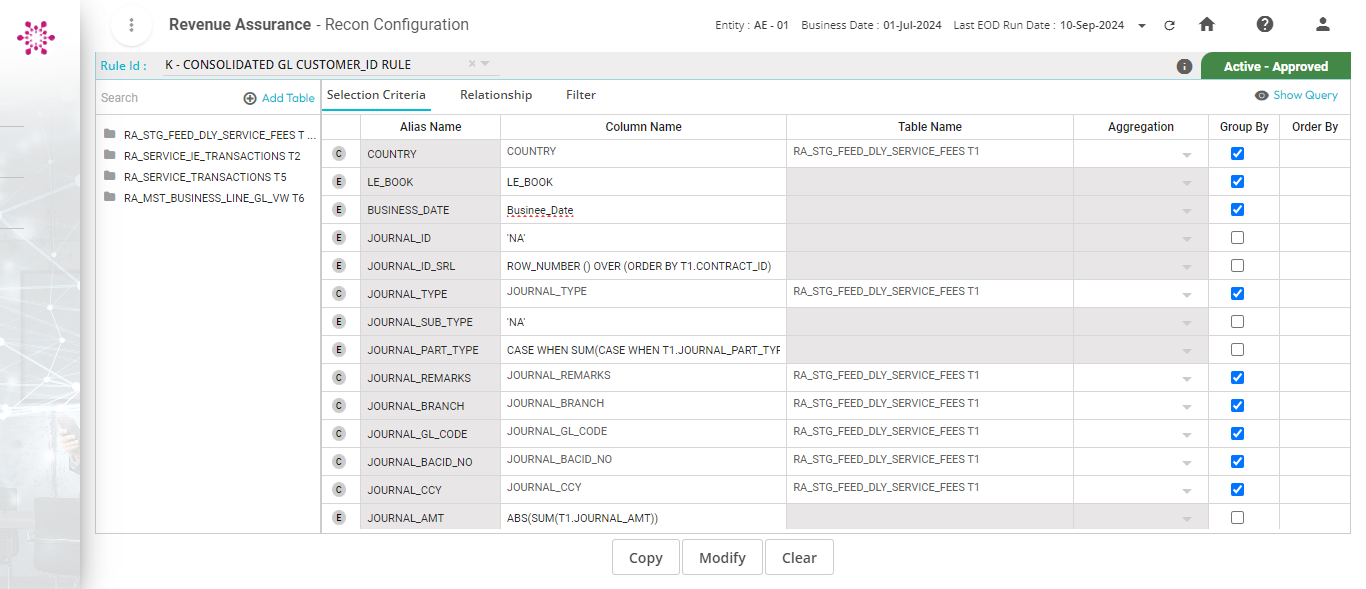 Revenue Assurance - Recon Configuration
Entity : AE - 01 Business Date : 01-Jul-2024 Last EOD Run Date : 10-Sep-2024
Rule Id : K - CONSOLIDATED GL CUSTOMER_ID RULE
Active - Approved
Search Add Table
RA_STG_FEED_DLY_SERVICE_FEES T ...
RA_SERVICE_IE_TRANSACTIONS T2
RA_SERVICE_TRANSACTIONS T5
RA_MST_BUSINESS_LINE_GL_VW T6
Selection Criteria Relationship Filter Show Query
Alias Name Column Name Table Name Aggregation Group By Order By
C COUNTRY COUNTRY RA_STG_FEED_DLY_SERVICE_FEES T1
E LE_BOOK LE_BOOK
E BUSINESS_DATE Businee_Date
E JOURNAL_ID 'NA'
E JOURNAL_ID_SRL ROW_NUMBER () OVER (ORDER BY T1.CONTRACT_ID)
C JOURNAL_TYPE JOURNAL_TYPE RA_STG_FEED_DLY_SERVICE_FEES T1
E JOURNAL_SUB_TYPE 'NA'
E JOURNAL_PART_TYPE CASE WHEN SUM(CASE WHEN T1.JOURNAL_PART_TYP
C JOURNAL_REMARKS JOURNAL_REMARKS RA_STG_FEED_DLY_SERVICE_FEES T1
C JOURNAL_BRANCH JOURNAL_BRANCH RA_STG_FEED_DLY_SERVICE_FEES T1
C JOURNAL_GL_CODE JOURNAL_GL_CODE RA_STG_FEED_DLY_SERVICE_FEES T1
C JOURNAL_BACID_NO JOURNAL_BACID_NO RA_STG_FEED_DLY_SERVICE_FEES T1
C JOURNAL_CCY JOURNAL_CCY RA_STG_FEED_DLY_SERVICE_FEES T1
E JOURNAL_AMT ABS(SUM(T1.JOURNAL_AMT))
Copy Modify Clear